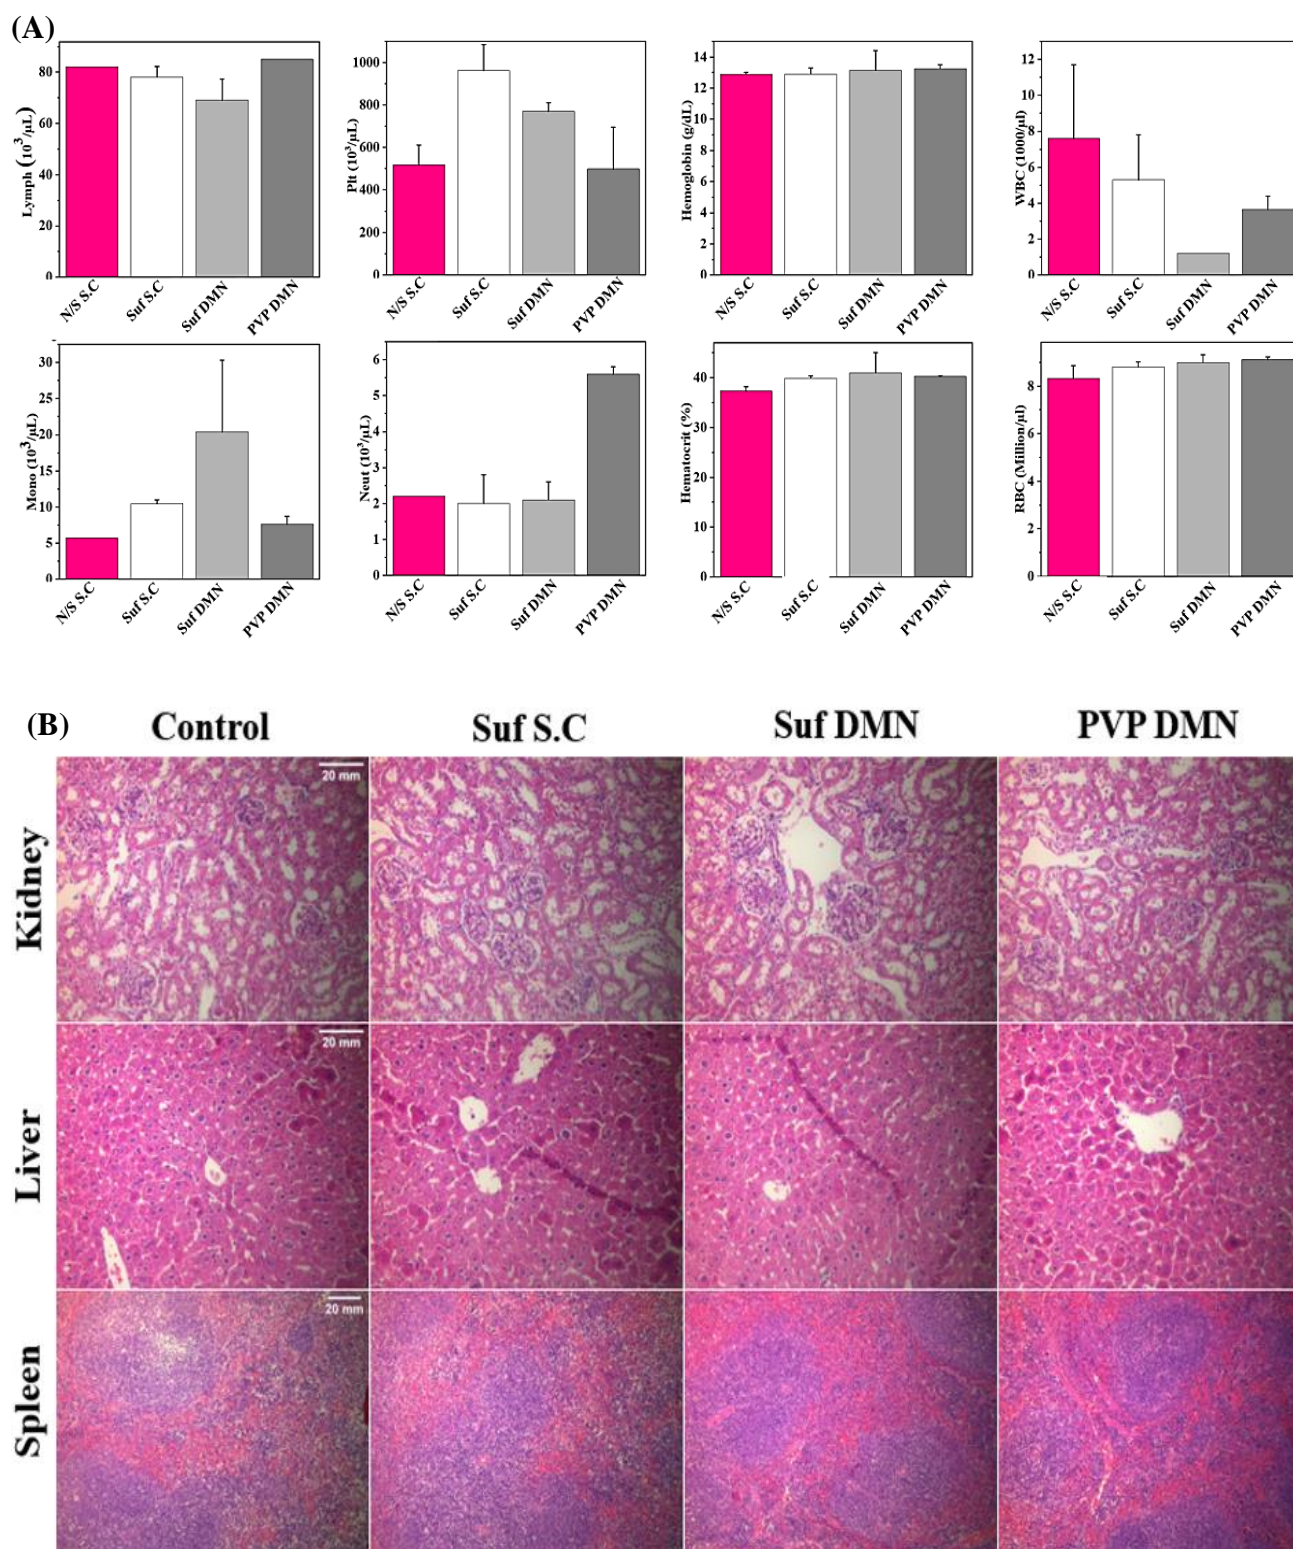 (A)
Lymph (10³/μL)
80
60
40
20
0
N/S S.C
Suf S.C
Suf DMN
PVP DMN
Plt (10³/μL)
1000
800
600
400
200
0
N/S S.C
Suf S.C
Suf DMN
PVP DMN
Hemoglobin (g/dL)
14
12
10
8
6
4
2
0
N/S S.C
Suf S.C
Suf DMN
PVP DMN
WBC (1000/μl)
12
10
8
6
4
2
0
N/S S.C
Suf S.C
Suf DMN
PVP DMN
Mono (10³/μL)
30
25
20
15
10
5
0
N/S S.C
Suf S.C
Suf DMN
PVP DMN
Neut (10³/μL)
6
5
4
3
2
1
0
N/S S.C
Suf S.C
Suf DMN
PVP DMN
Hematocrit (%)
40
30
20
10
0
N/S S.C
Suf S.C
Suf DMN
PVP DMN
RBC (Million/μl)
8
6
4
2
0
N/S S.C
Suf S.C
Suf DMN
PVP DMN
(B)
Control
Suf S.C
Suf DMN
PVP DMN
Kidney
20 mm
Liver
20 mm
Spleen
20 mm